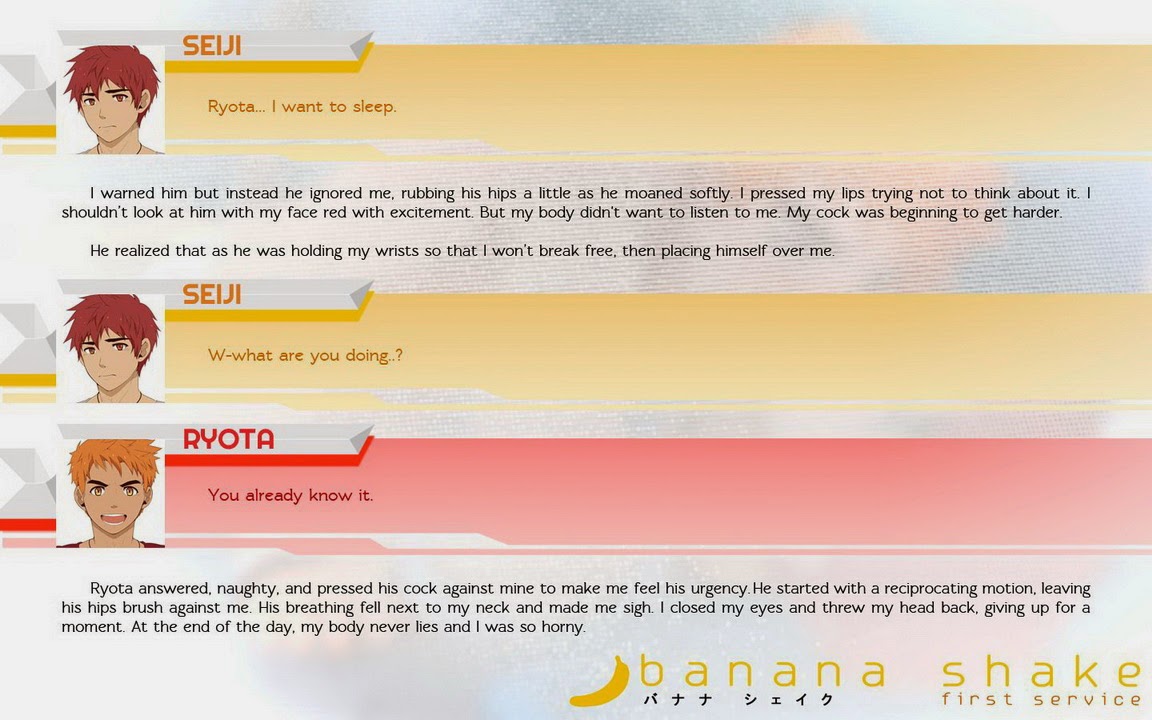 SEIJI
Ryota... I want to sleep.
I warned him but instead he ignored me, rubbing his hips a little as he moaned softly. I pressed my lips trying not to think about it. I
shouldn't look at him with my face red with excitement. But my body didn't want to listen to me. My cock was beginning to get harder.
He realized that as he was holding my wrists so that I won't break free, then placing himself over me.
SEIJI
W-what are you doing..?
RYOTA
You already know it.
Ryota answered, naughty, and pressed his cock against mine to make me feel his urgency.He started with a reciprocating motion, leaving
his hips brush against me. His breathing fell next to my neck and made me sigh. I closed my eyes and threw my head back, giving up for a
moment. At the end of the day, my body never lies and I was so horny.
banana shake
バナナ シェイク first service